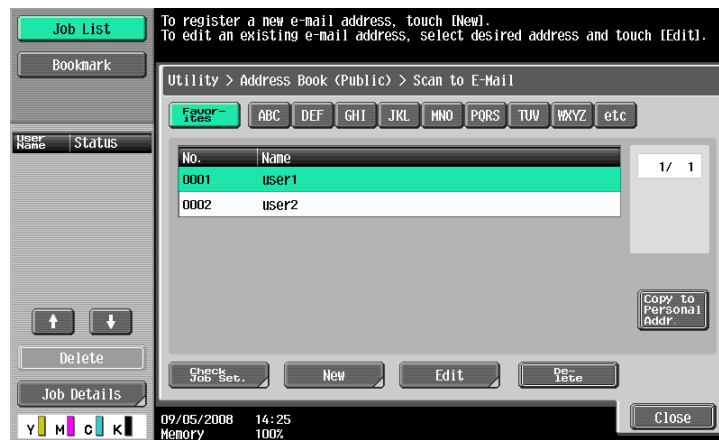 Job List
Bookmark
To register a new e-mail address, touch [New].
To edit an existing e-mail address, select desired address and touch [Edit].
Utility > Address Book (Public) > Scan to E-Mail
Favor-
ites
ABC DEF GHI JKL MNO PQRS TUV WXYZ etc
User
Name Status
No. Name
0001 user1
0002 user2
1/ 1
Copy to
Personal
Addr.
Delete
Job Details
Check
Job Set.
New
Edit
De-
lete
Y M C K
09/05/2008 14:25
Memory 100%
Close